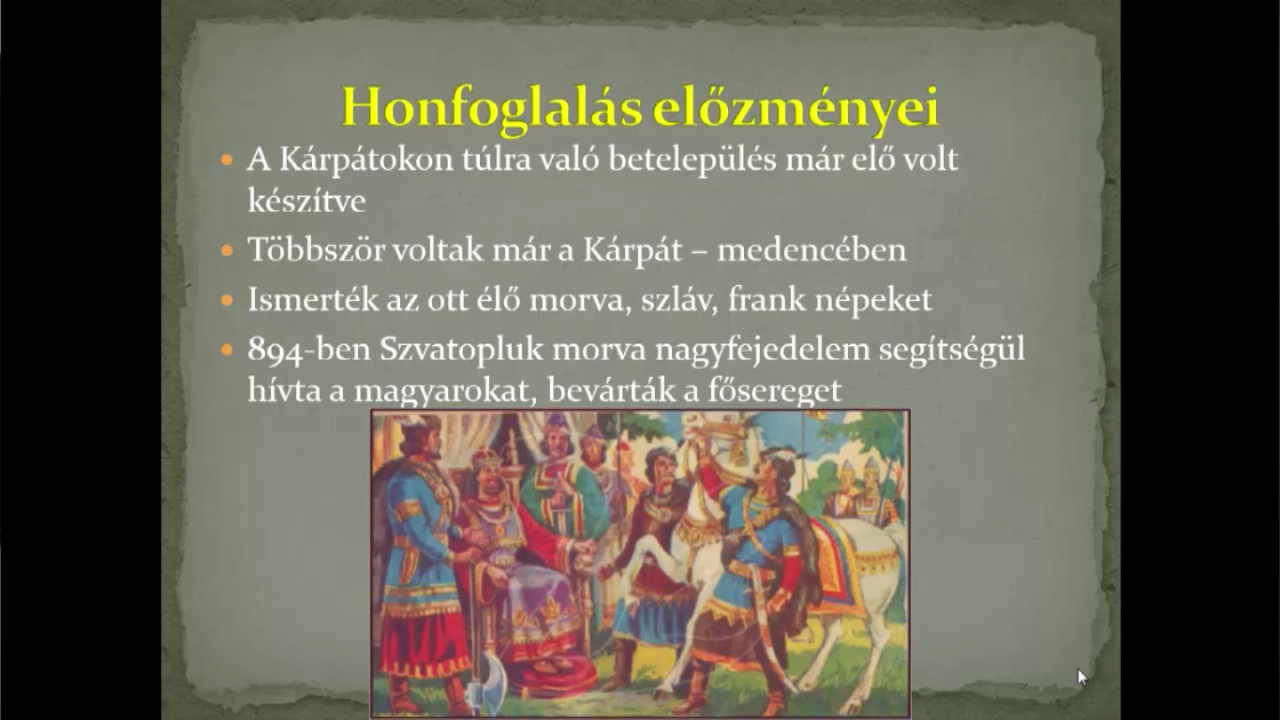 Honfoglalás előzményei
• A Kárpátokon túlra való betelepülés már elő volt
készítve
• Többször voltak már a Kárpát – medencében
• Ismerték az ott élő morva, szláv, frank népeket
• 894-ben Szvatopluk morva nagyfejedelem segítségül
hívta a magyarokat, bevárták a fősereget